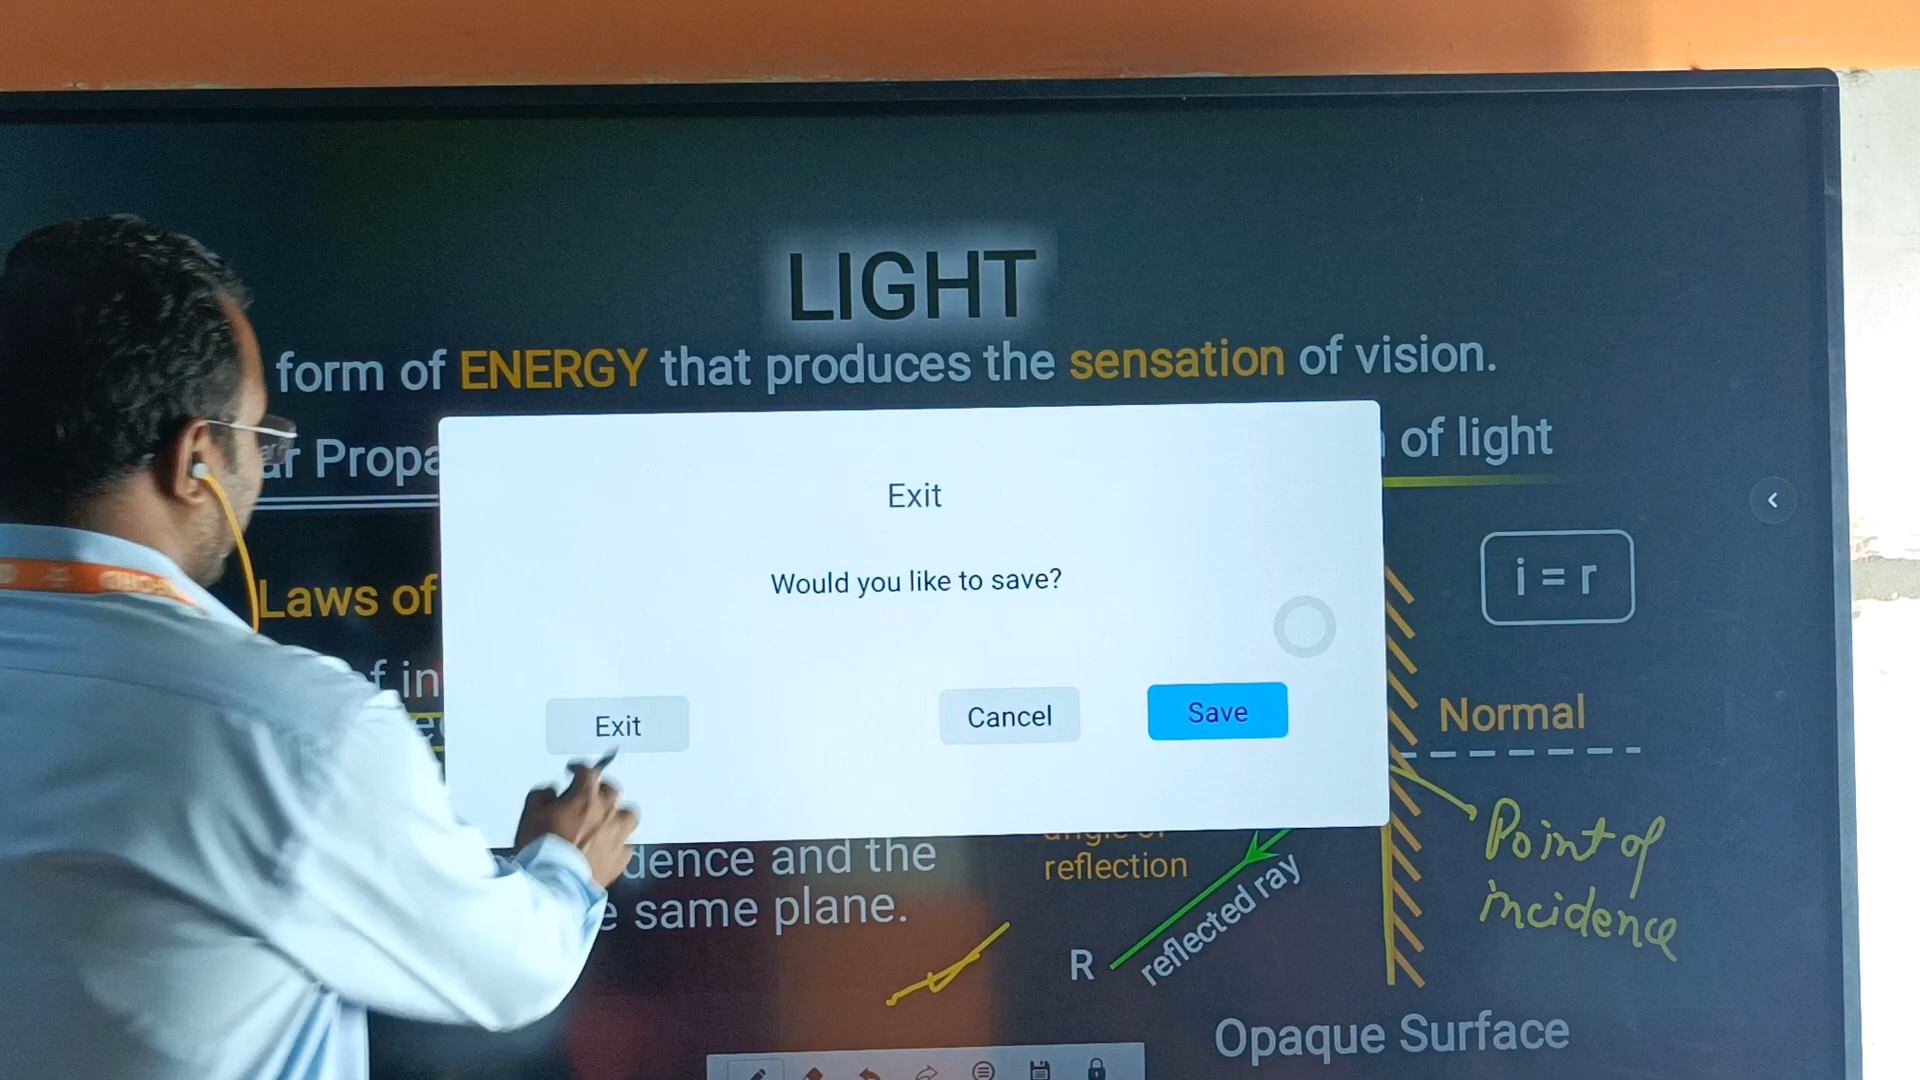 LIGHT
form of ENERGY that produces the sensation of vision.
ar Propa
of light
Exit
Would you like to save?
i = r
Laws of
f in
Exit
Cancel
Save
Normal
Point of
incidence
dence and the
reflection
e same plane.
R
reflected ray
Opaque Surface